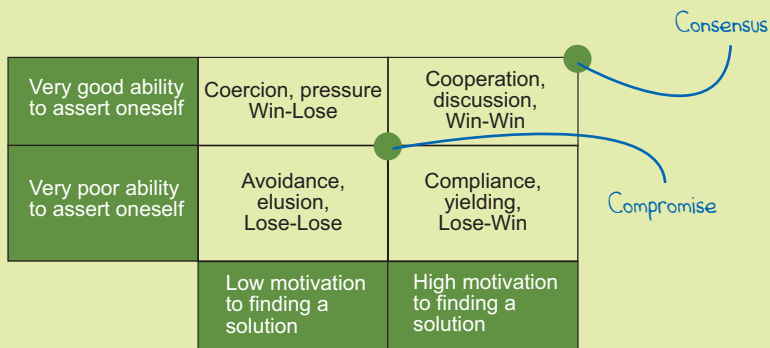 Consensus
Very good ability
to assert oneself
Coercion, pressure
Win-Lose
Cooperation,
discussion,
Win-Win
Very poor ability
to assert oneself
Avoidance,
elusion,
Lose-Lose
Compliance,
yielding,
Lose-Win
Compromise
Low motivation
to finding a
solution
High motivation
to finding a
solution